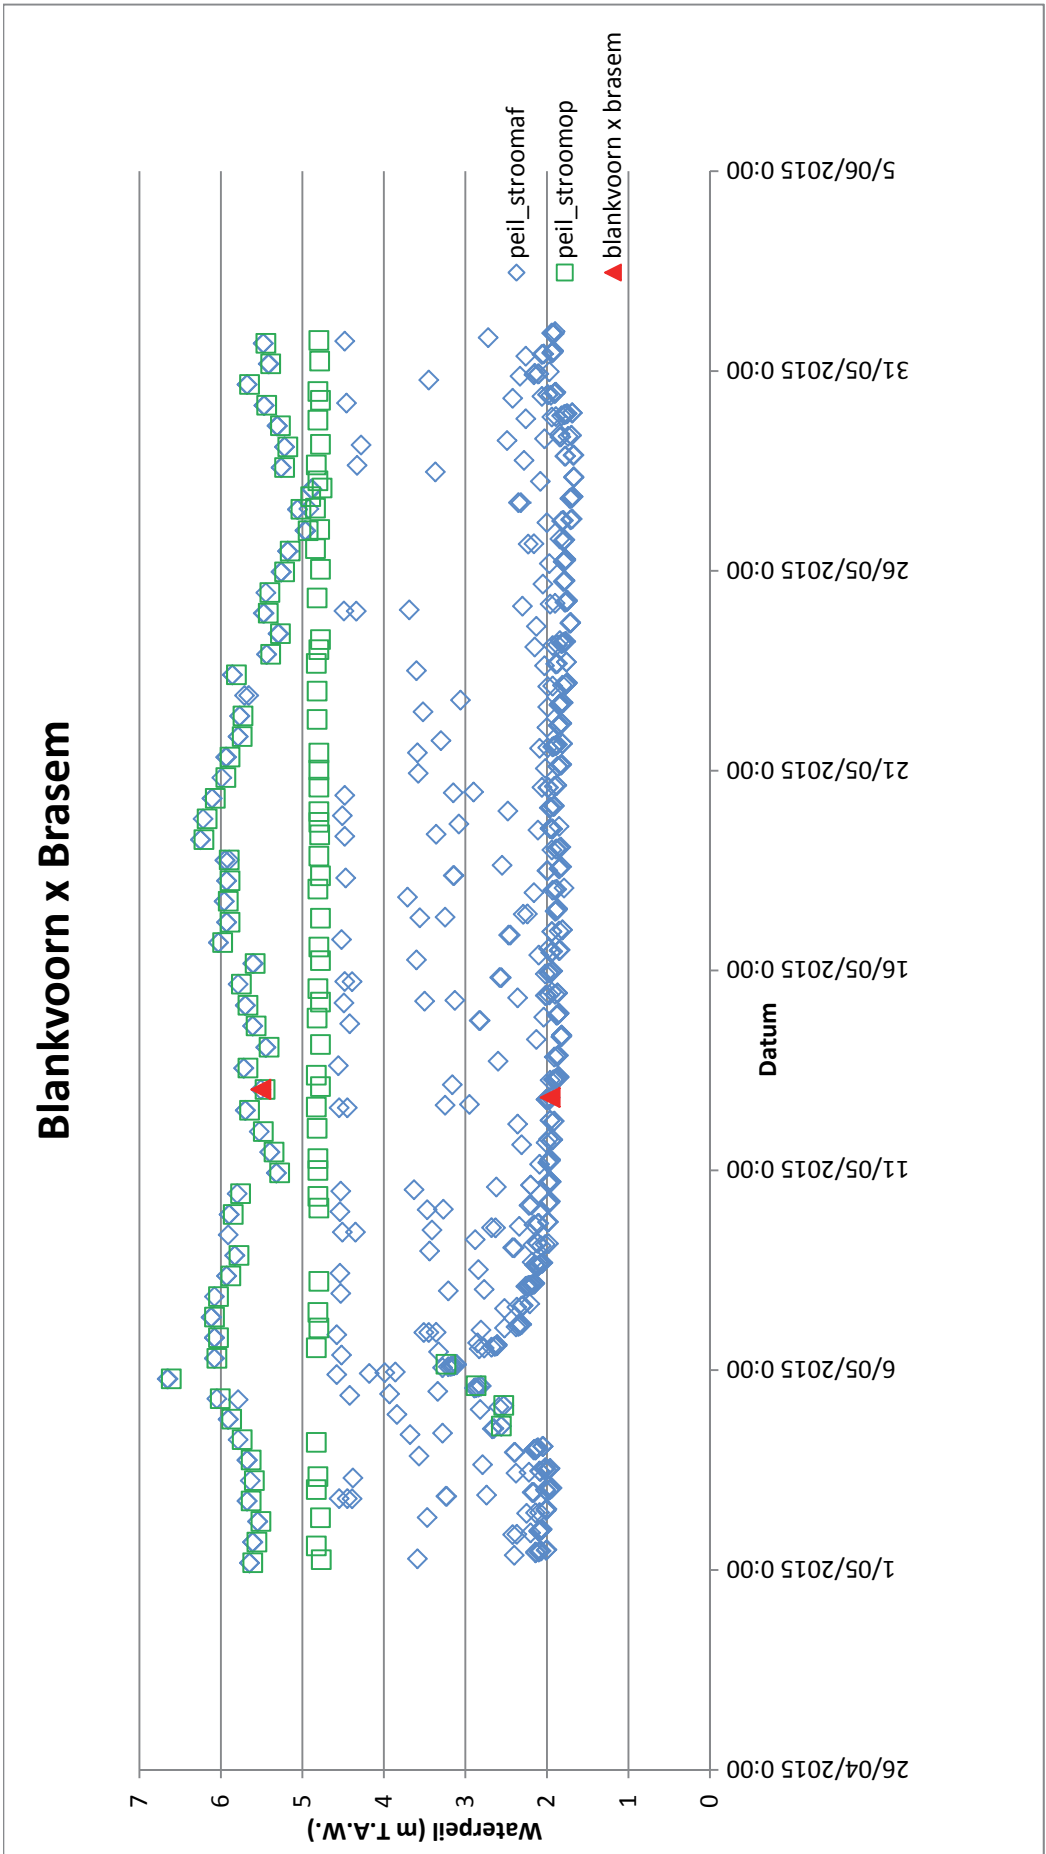 Blankvoorn x Brasem
Waterpeil (m T.A.W.)
7
6
5
4
3
2
1
0
26/04/2015 0:00
1/05/2015 0:00
6/05/2015 0:00
11/05/2015 0:00
16/05/2015 0:00
21/05/2015 0:00
26/05/2015 0:00
31/05/2015 0:00
5/06/2015 0:00
Datum
peil_stroomaf
peil_stroomop
blankvoorn x brasem